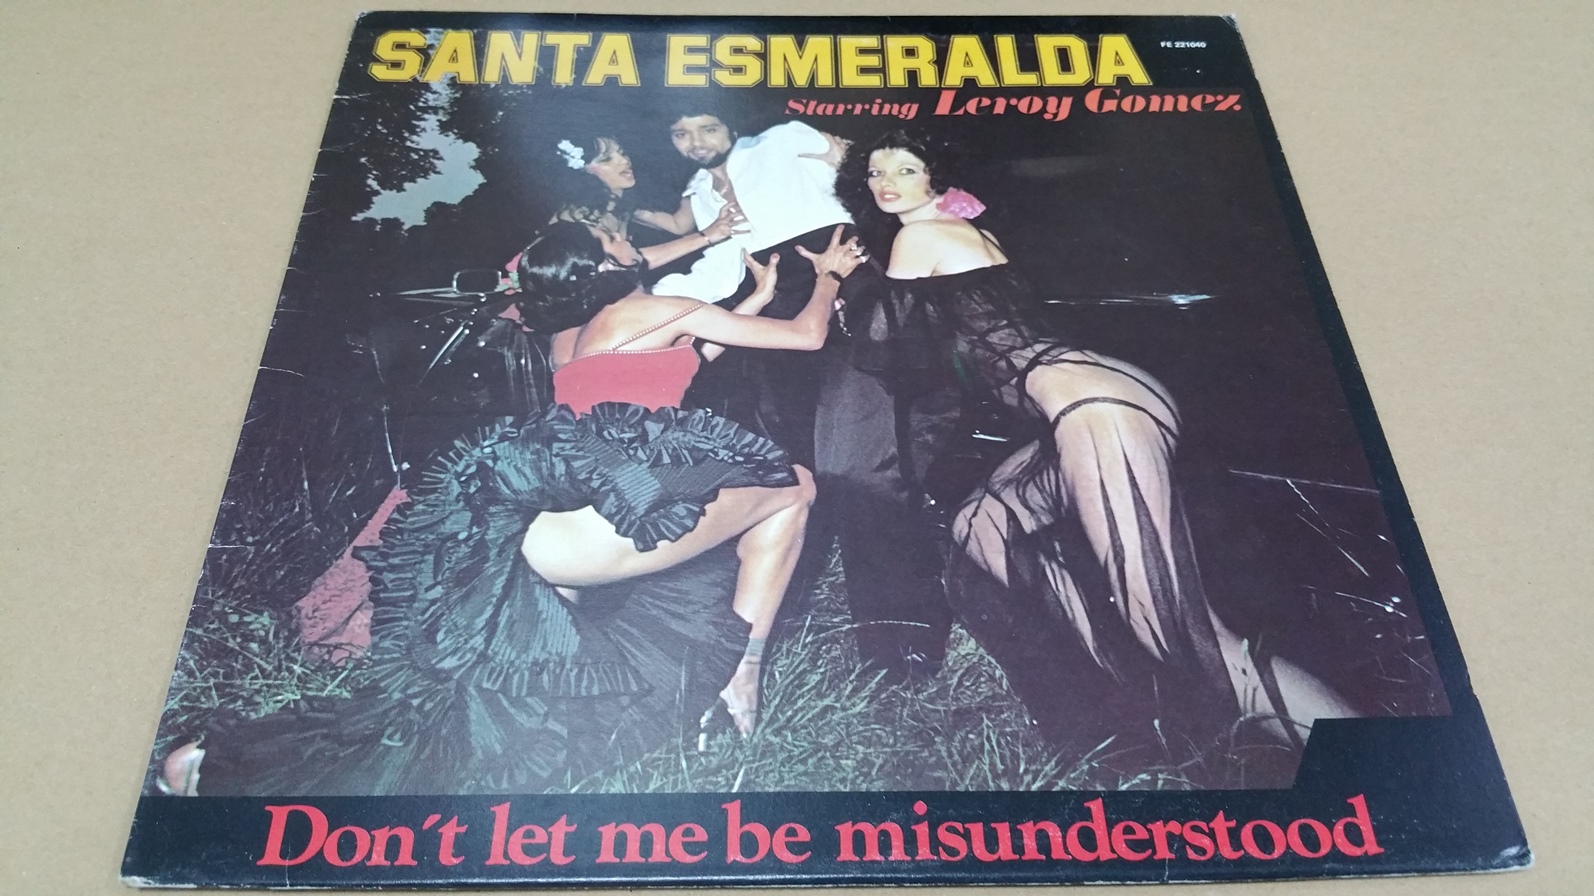 SANTA ESMERALDA
FE 221040
Starring Leroy Gomez.
Don´t let me be misunderstood